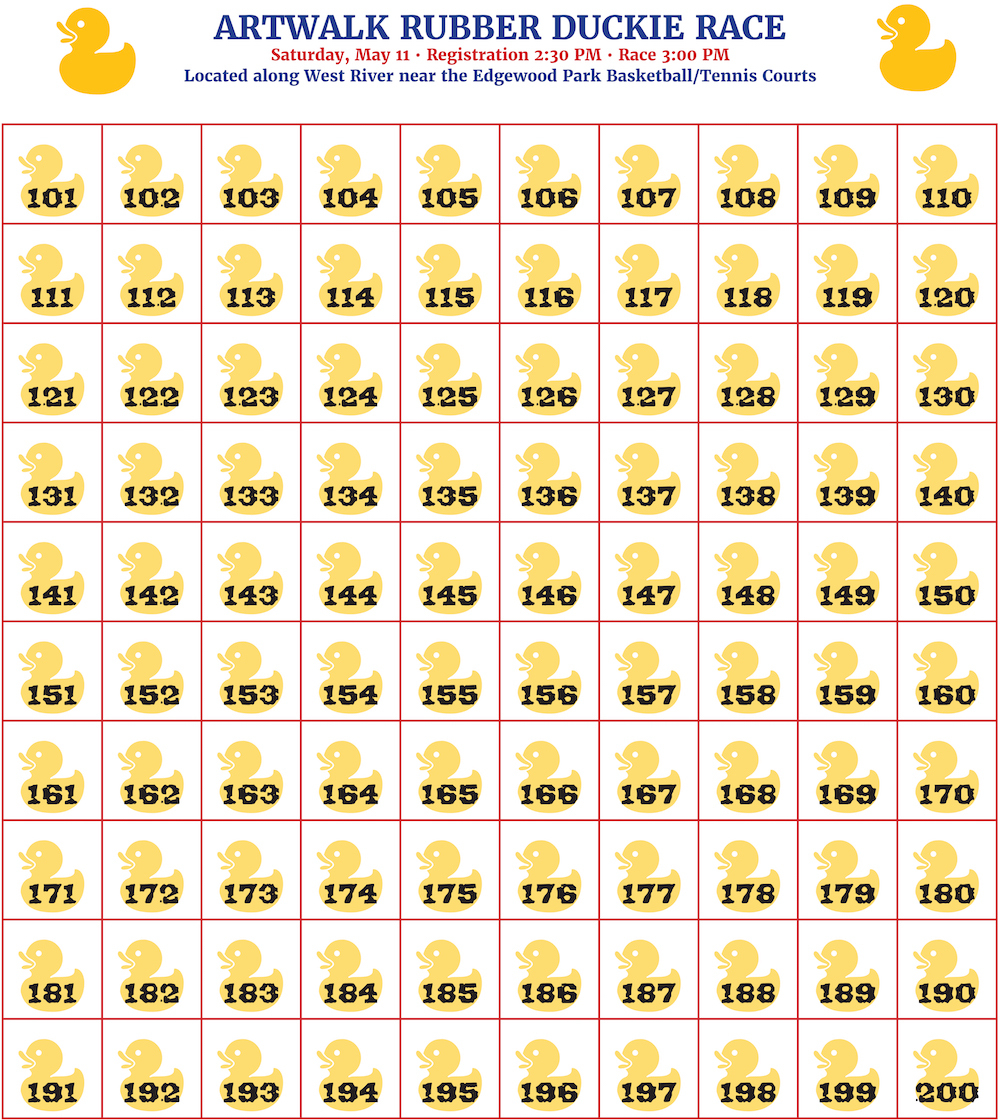 ARTWALK RUBBER DUCKIE RACE
Saturday, May 11 · Registration 2:30 PM · Race 3:00 PM
Located along West River near the Edgewood Park Basketball/Tennis Courts
101 102 103 104 105 106 107 108 109 110
111 112 113 114 115 116 117 118 119 120
121 122 123 124 125 126 127 128 129 130
131 132 133 134 135 136 137 138 139 140
141 142 143 144 145 146 147 148 149 150
151 152 153 154 155 156 157 158 159 160
161 162 163 164 165 166 167 168 169 170
171 172 173 174 175 176 177 178 179 180
181 182 183 184 185 186 187 188 189 190
191 192 193 194 195 196 197 198 199 200